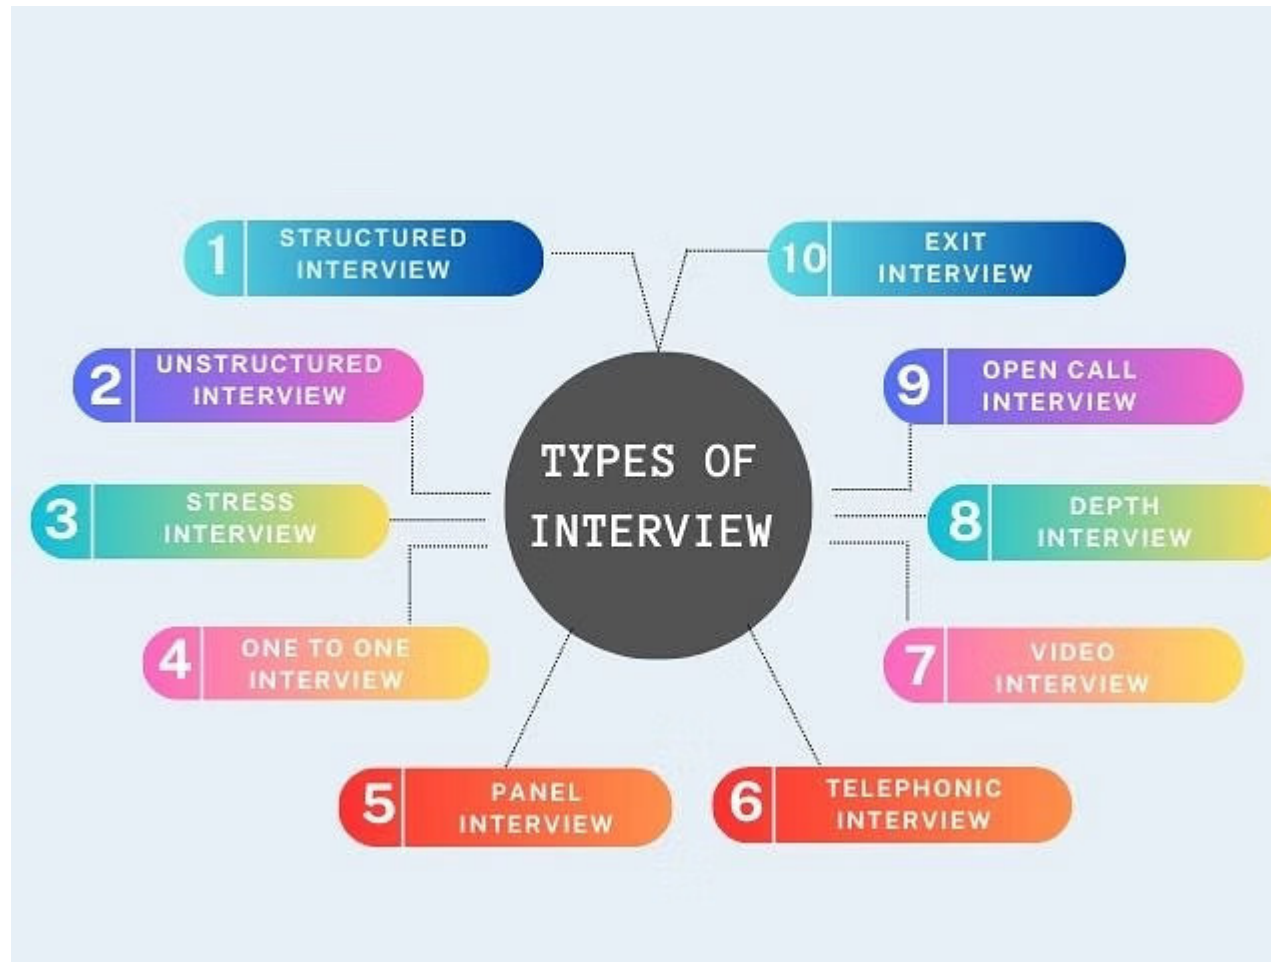 TYPES OF
INTERVIEW
1
STRUCTURED
INTERVIEW
2
UNSTRUCTURED
INTERVIEW
3
STRESS
INTERVIEW
4
ONE TO ONE
INTERVIEW
5
PANEL
INTERVIEW
6
TELEPHONIC
INTERVIEW
7
VIDEO
INTERVIEW
8
DEPTH
INTERVIEW
9
OPEN CALL
INTERVIEW
10
EXIT
INTERVIEW